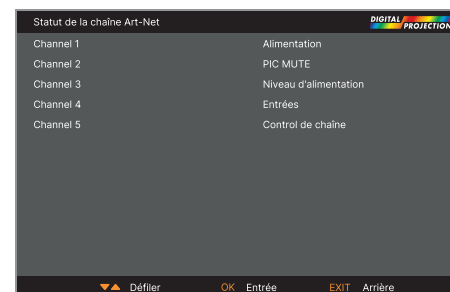 Statut de la chaîne Art-Net DIGITAL PROJECTION
Channel 1 Alimentation
Channel 2 PIC MUTE
Channel 3 Niveau d'alimentation
Channel 4 Entrées
Channel 5 Control de chaîne
▼▲ Défiler OK Entrée EXIT Arrière